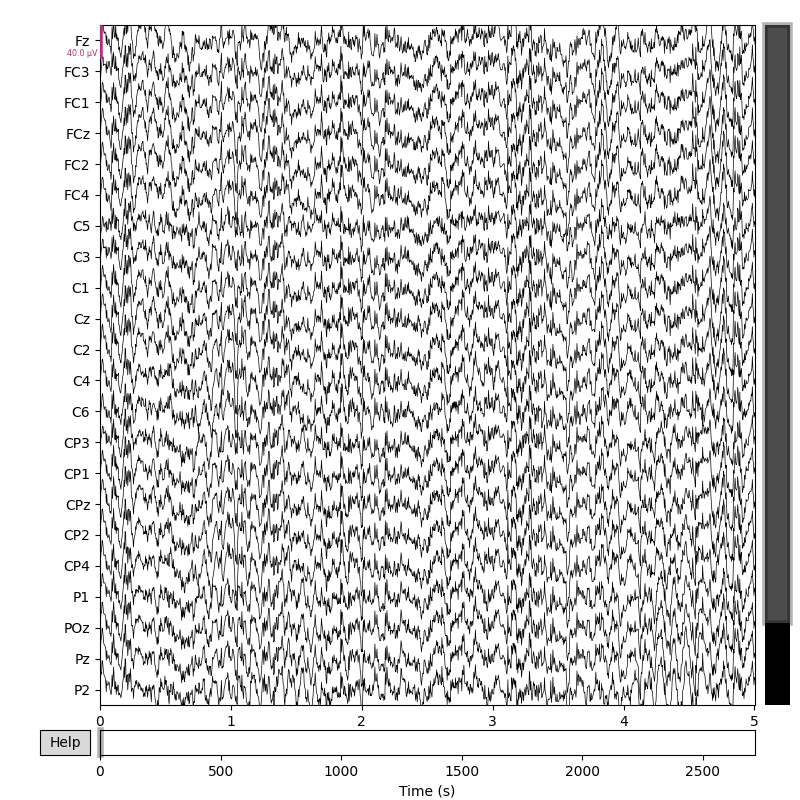 Fz
40.0 µV
FC3
FC1
FCz
FC2
FC4
C5
C3
C1
Cz
C2
C4
C6
CP3
CP1
CPz
CP2
CP4
P1
POz
Pz
P2
0 1 2 3 4 5
Help
0 500 1000 1500 2000 2500
Time (s)